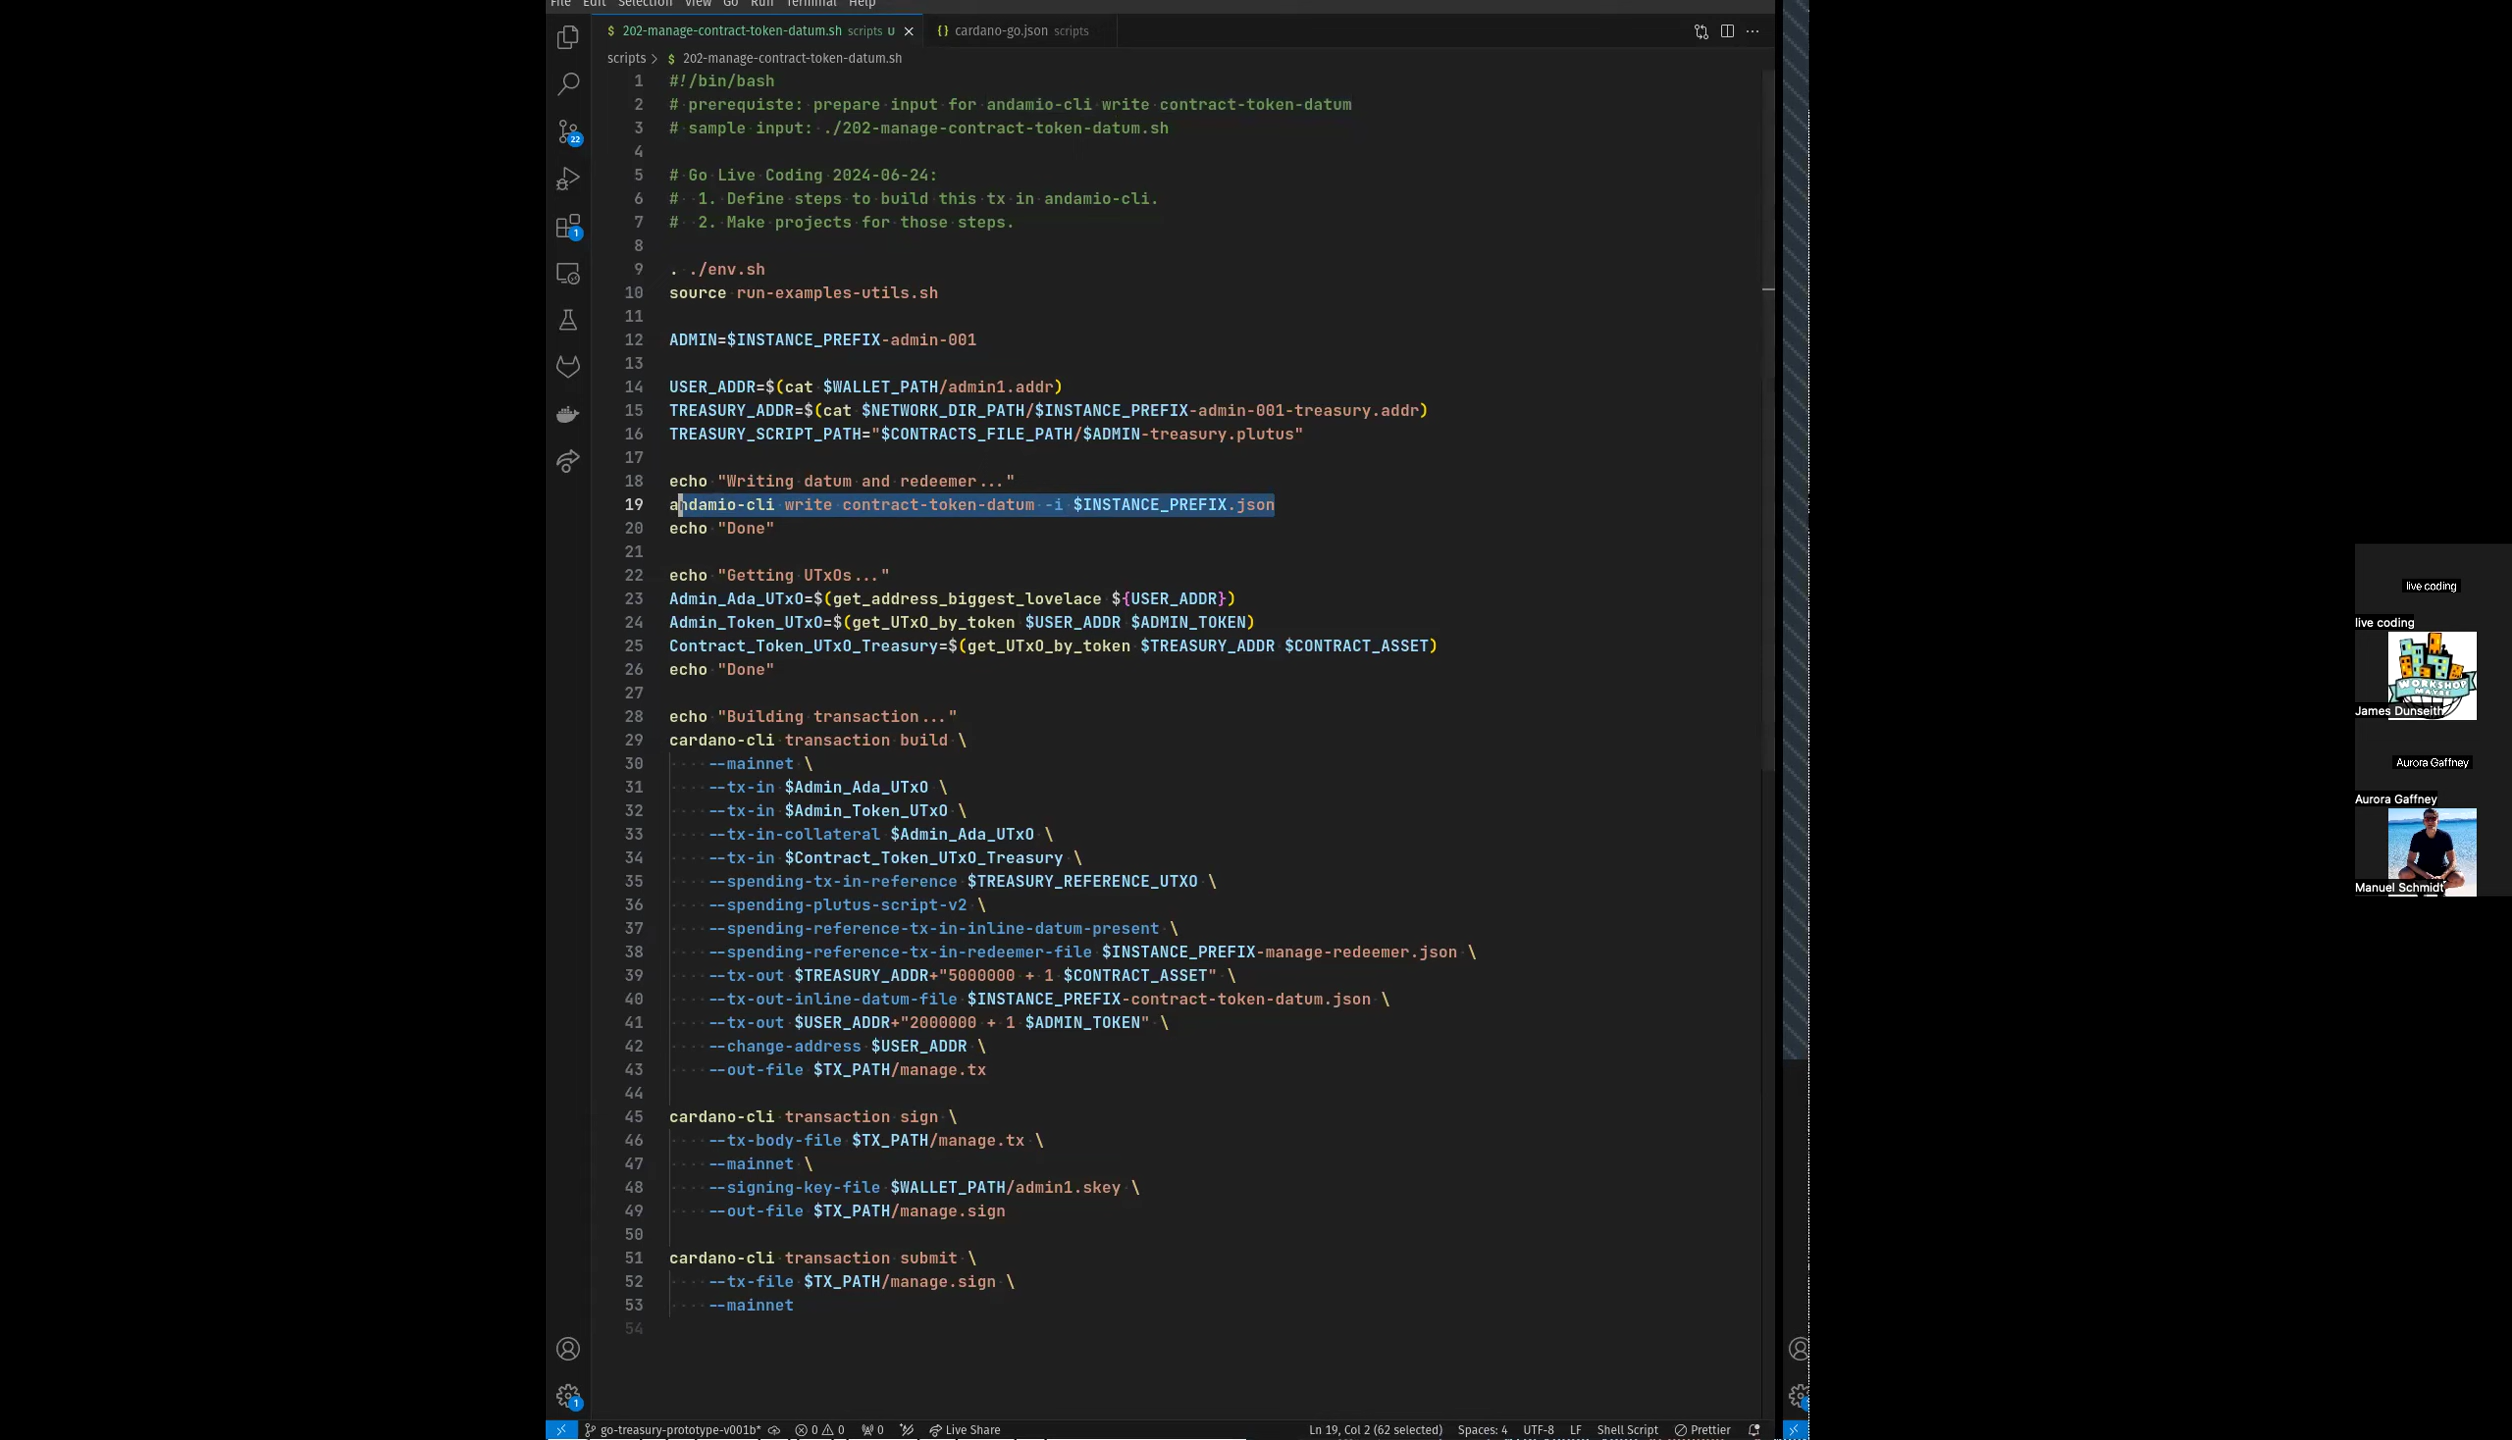 File Edit Selection View Go Run Terminal Help
$ 202-manage-contract-token-datum.sh scripts U × {} cardano-go.json scripts ...
scripts > $ 202-manage-contract-token-datum.sh
1 #!/bin/bash
2 # prerequiste: prepare input for andamio-cli write contract-token-datum
3 # sample input: ./202-manage-contract-token-datum.sh
4
5 # Go Live Coding 2024-06-24:
6 #  1. Define steps to build this tx in andamio-cli.
7 #  2. Make projects for those steps.
8
9 . ./env.sh
10 source run-examples-utils.sh
11
12 ADMIN=$INSTANCE_PREFIX-admin-001
13
14 USER_ADDR=$(cat $WALLET_PATH/admin1.addr)
15 TREASURY_ADDR=$(cat $NETWORK_DIR_PATH/$INSTANCE_PREFIX-admin-001-treasury.addr)
16 TREASURY_SCRIPT_PATH="$CONTRACTS_FILE_PATH/$ADMIN-treasury.plutus"
17
18 echo "Writing datum and redeemer..."
19 andamio-cli write contract-token-datum -i $INSTANCE_PREFIX.json
20 echo "Done"
21
22 echo "Getting UTxOs..."
23 Admin_Ada_UTxO=$(get_address_biggest_lovelace ${USER_ADDR})
24 Admin_Token_UTxO=$(get_UTxO_by_token $USER_ADDR $ADMIN_TOKEN)
25 Contract_Token_UTxO_Treasury=$(get_UTxO_by_token $TREASURY_ADDR $CONTRACT_ASSET)
26 echo "Done"
27
28 echo "Building transaction..."
29 cardano-cli transaction build \
30     --mainnet \
31     --tx-in $Admin_Ada_UTxO \
32     --tx-in $Admin_Token_UTxO \
33     --tx-in-collateral $Admin_Ada_UTxO \
34     --tx-in $Contract_Token_UTxO_Treasury \
35     --spending-tx-in-reference $TREASURY_REFERENCE_UTXO \
36     --spending-plutus-script-v2 \
37     --spending-reference-tx-in-inline-datum-present \
38     --spending-reference-tx-in-redeemer-file $INSTANCE_PREFIX-manage-redeemer.json \
39     --tx-out $TREASURY_ADDR+"5000000 + 1 $CONTRACT_ASSET" \
40     --tx-out-inline-datum-file $INSTANCE_PREFIX-contract-token-datum.json \
41     --tx-out $USER_ADDR+"2000000 + 1 $ADMIN_TOKEN" \
42     --change-address $USER_ADDR \
43     --out-file $TX_PATH/manage.tx
44
45 cardano-cli transaction sign \
46     --tx-body-file $TX_PATH/manage.tx \
47     --mainnet \
48     --signing-key-file $WALLET_PATH/admin1.skey \
49     --out-file $TX_PATH/manage.sign
50
51 cardano-cli transaction submit \
52     --tx-file $TX_PATH/manage.sign \
53     --mainnet
54
22
1
1
live coding
live coding
WORKSHOP MAYBE
James Dunseith
Aurora Gaffney
Aurora Gaffney
Manuel Schmidt
go-treasury-prototype-v001b* 0 0 0 Live Share Ln 19, Col 2 (62 selected) Spaces: 4 UTF-8 LF Shell Script Prettier